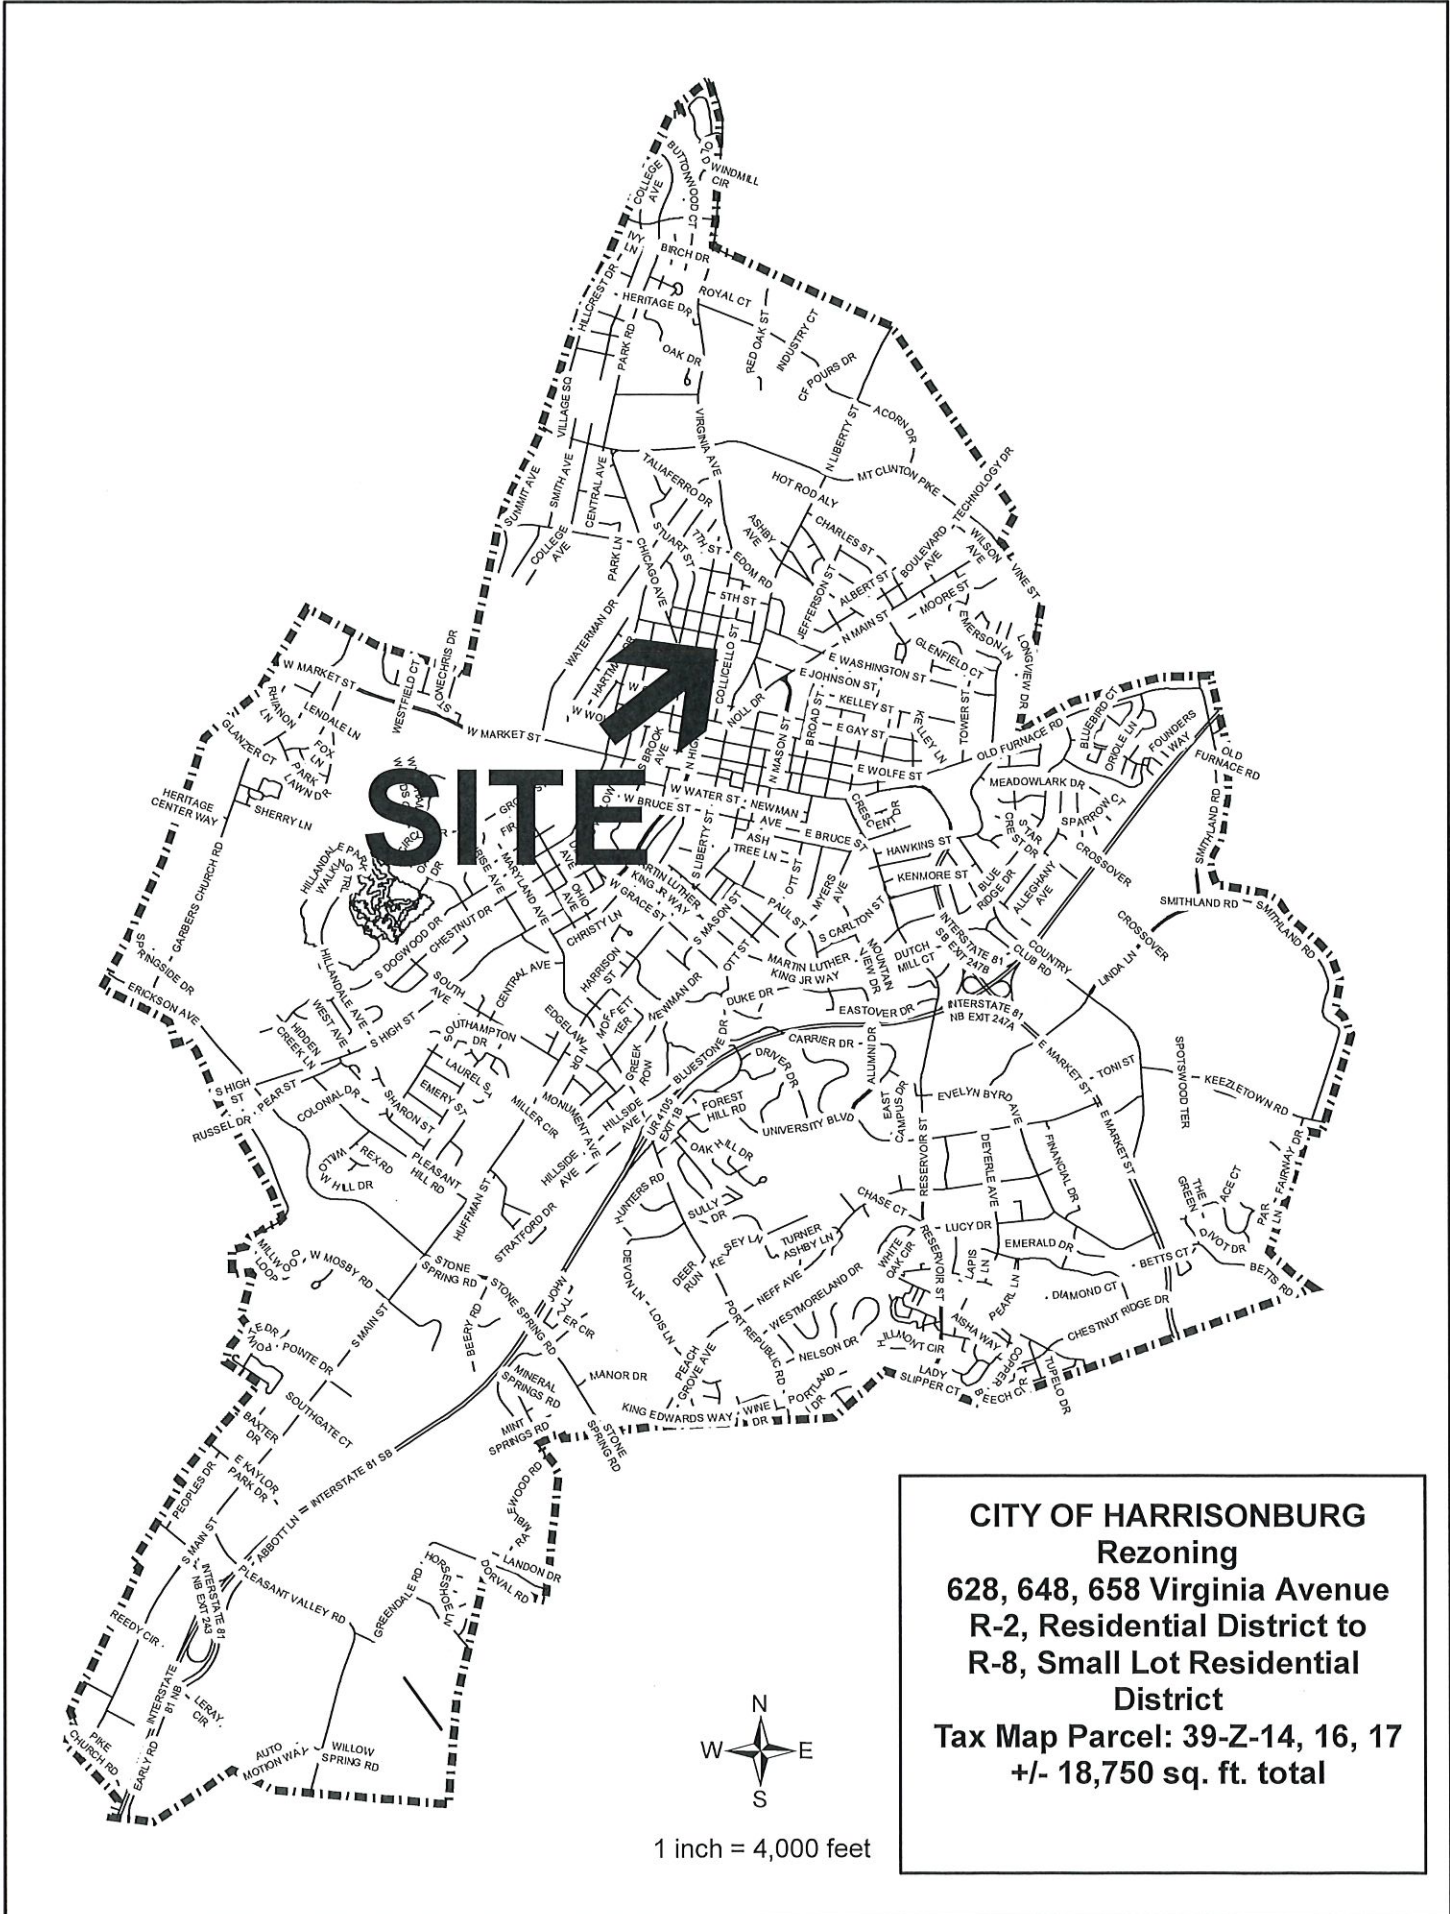 OLD
WINDMILL
CIR
BUTTONWOOD CT
COLLEGE
AVE
IVY
LN
BIRCH DR
HILLCREST DR
HERITAGE DR
ROYAL CT
PARK RD
OAK DR
RED OAK ST
INDUSTRY CT
CF POURS DR
VILLAGE SQ
VIRGINIA AVE
N LIBERTY ST
ACORN DR
SUMMIT AVE
SMITH AVE
CENTRAL AVE
TALIAFERRO DR
HOT ROD ALY
MT CLINTON PIKE
TECHNOLOGY DR
COLLEGE
AVE
PARK LN
CHICAGO AVE
STUART ST
7TH ST
EDOM RD
ASHBY
AVE
CHARLES ST
BOULEVARD
AVE
WILSON
AVE
VINE ST
5TH ST
JEFFERSON ST
ALBERT ST
MOORE ST
N MAIN ST
EMERSON LN
LONGVIEW DR
WATERMAN DR
COLLICELLO ST
E WASHINGTON ST
GLENFIELD CT
E JOHNSON ST
KELLEY ST
KELLEY LN
TOWER ST
NOLL DR
BROAD ST
E GAY ST
N MASON ST
E WOLFE ST
OLD FURNACE RD
BLUEBIRD CT
ORIOLE LN
FOUNDERS
WAY
OLD
FURNACE RD
W MARKET ST
RHIANON
LN
LENDALE LN
WESTFIELD CT
STONECHRIS DR
W MARKET ST
GLANZER CT
FOX
LN
PARK
LAWN DR
SHERRY LN
HERITAGE
CENTER WAY
GARBERS CHURCH RD
SITE
W WATER ST
NEWMAN
AVE
W BRUCE ST
E BRUCE ST
CRESCENT DR
MEADOWLARK DR
SPARROW CT
STAR
CREST DR
CROSSOVER
SMITHLAND RD
S LIBERTY ST
ASH
TREE LN
OTT ST
MYERS
AVE
HAWKINS ST
KENMORE ST
BLUE
RIDGE DR
ALLEGHANY
AVE
MARYLAND AVE
OHIO
AVE
MARTIN LUTHER
KING JR WAY
W GRACE ST
CHRISTY LN
S MASON ST
PAUL ST
S CARLTON ST
INTERSTATE 81
SB EXIT 247B
COUNTRY
CLUB RD
CROSSOVER
SMITHLAND RD
SMITHLAND RD
LINDA LN
S DOGWOOD DR
CHESTNUT DR
HARRISON
ST
OTT ST
MARTIN LUTHER
KING JR WAY
MOUNTAIN
VIEW DR
DUTCH
MILL CT
SPRINGSIDE DR
ERICKSON AVE
HILLANDALE AVE
WEST AVE
SOUTH
AVE
CENTRAL AVE
MOFFETT
TER
NEWMAN DR
DUKE DR
EASTOVER DR
INTERSTATE 81
NB EXIT 247A
HIDDEN
CREEK LN
S HIGH ST
SOUTHAMPTON
DR
EDGELAWN DR
GREEK
ROW
BLUESTONE DR
CARRIER DR
DRIVER DR
ALUMNI DR
E MARKET ST
TONI ST
SPOTSWOOD TER
KEEZLETOWN RD
S HIGH
ST
PEAR ST
COLONIAL DR
RUSSEL DR
LAUREL ST
EMERY ST
SHARON ST
MILLER CIR
MONUMENT AVE
HILLSIDE
AVE
UR 4105
EXIT 1B
FOREST
HILL RD
UNIVERSITY BLVD
EAST
CAMPUS DR
EVELYN BYRD
AVE
E MARKET ST
REX RD
WILLOW HILL DR
PLEASANT
HILL RD
HILLSIDE
AVE
OAK HILL DR
RESERVOIR ST
DEYERLE AVE
FINANCIAL DR
FAIRWAY DR
THE
GREEN
ACE CT
PAR
LN
HUFFMAN ST
STRATFORD DR
HUNTERS RD
SULLY
DR
CHASE CT
LUCY DR
DIVOT DR
MILLWOOD
LOOP
W MOSBY RD
STONE
SPRING RD
STONE SPRING RD
DEVON LN
KELSEY LN
TURNER
ASHBY LN
WHITE
OAK CIR
RESERVOIR ST
LAPIS
LN
EMERALD DR
BETTS CT
BETTS RD
DEER
RUN
NEFF AVE
PEARL LN
DIAMOND CT
S MAIN ST
BEERY RD
JOHN
TYLER CIR
LOIS LN
PORT REPUBLIC RD
WESTMORELAND DR
AISHA WAY
CHESTNUT RIDGE DR
POINTE DR
POINTE DR
MINERAL
SPRINGS RD
MANOR DR
PEACH
GROVE AVE
NELSON DR
HILLMONT CIR
COPPER
BEECH CIR
TUPELO DR
LADY
SLIPPER CT
SOUTHGATE CT
BAXTER
DR
MINT
SPRINGS RD
STONE
SPRING RD
KING EDWARDS WAY
WINE
DR
PORTLAND
DR
PEOPLES DR
E KAYLOR
PARK DR
INTERSTATE 81 SB
RAMBLEWOOD RD
S MAIN ST
ABBOTT LN
LANDON DR
DORVAL RD
INTERSTATE 81
NB EXIT 243
PLEASANT VALLEY RD
GREENDALE RD
HORSESHOE LN
REEDY CIR
INTERSTATE
81 NB
LERAY
CIR
PIKE
CHURCH RD
EARLY RD
AUTO
MOTION WAY
WILLOW
SPRING RD
N
W E
S
1 inch = 4,000 feet
CITY OF HARRISONBURG
Rezoning
628, 648, 658 Virginia Avenue
R-2, Residential District to
R-8, Small Lot Residential
District
Tax Map Parcel: 39-Z-14, 16, 17
+/- 18,750 sq. ft. total